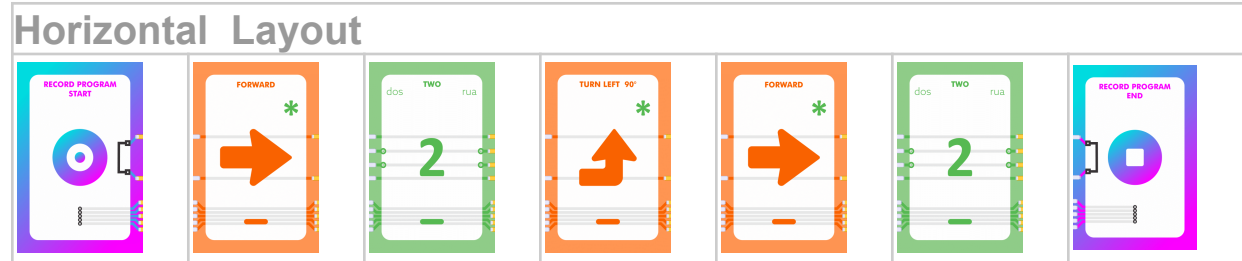 Horizontal Layout
RECORD PROGRAM
START
FORWARD
*
TWO
dos rua
2
TURN LEFT 90°
*
FORWARD
*
TWO
dos rua
2
RECORD PROGRAM
END